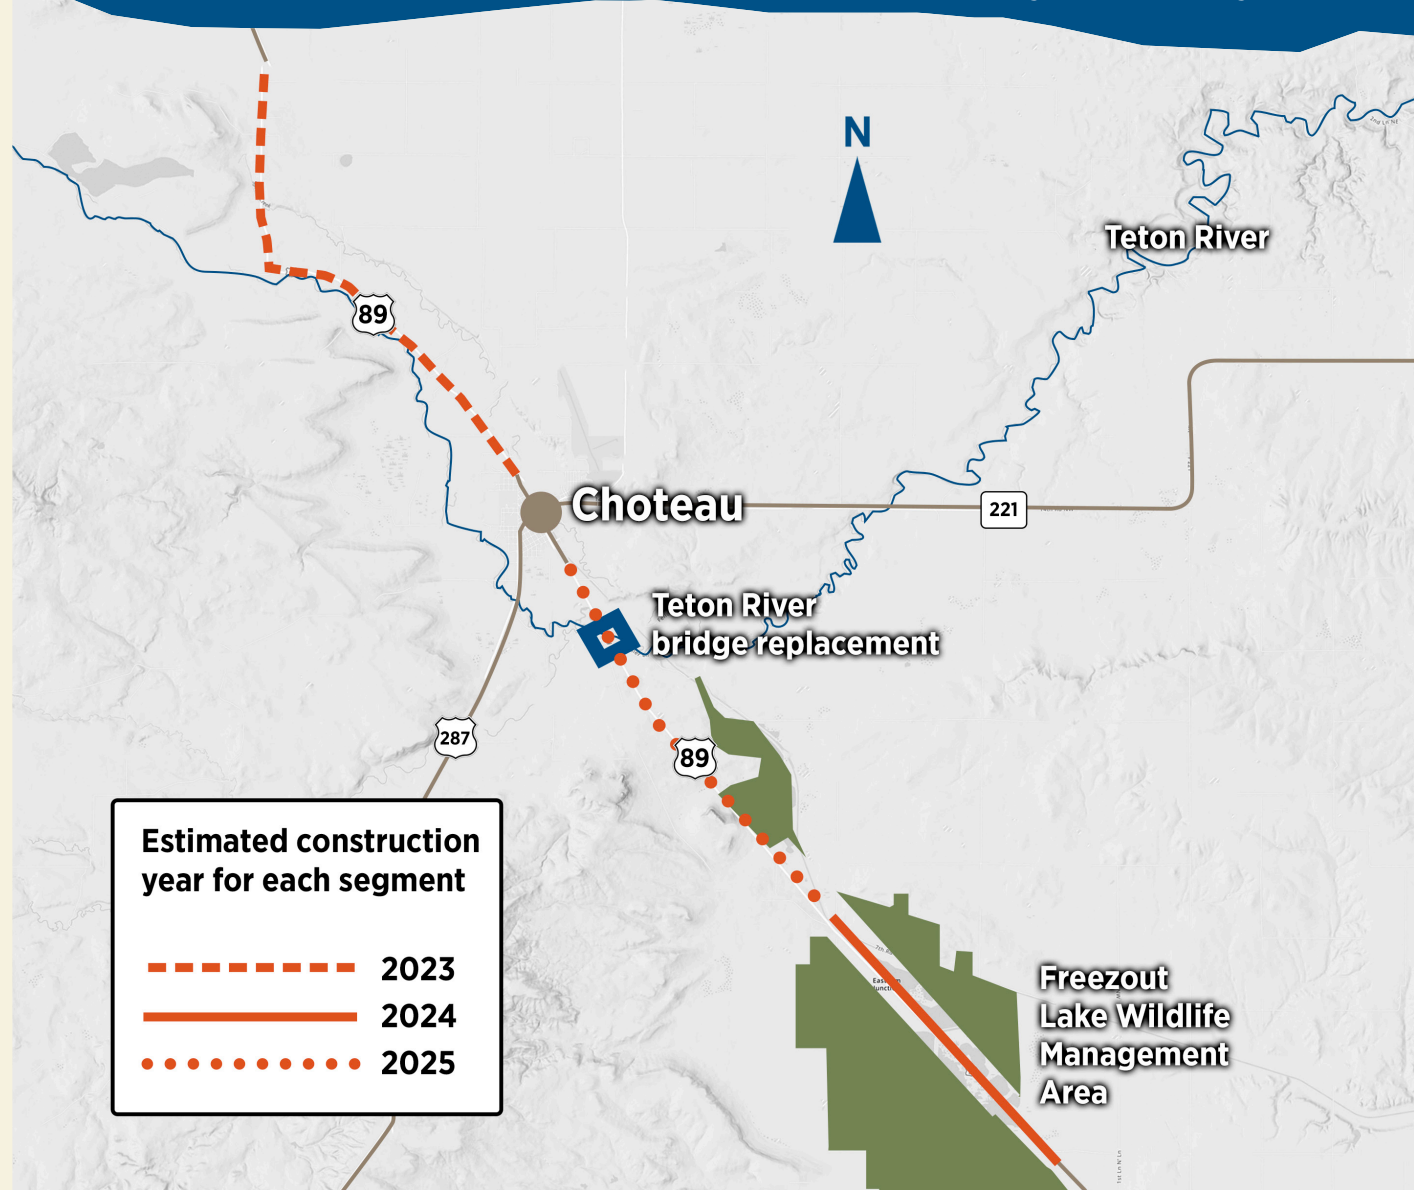 N
Teton River
89
Choteau
221
Teton River
bridge replacement
287
89
Estimated construction
year for each segment
2023
2024
2025
Freezout
Lake Wildlife
Management
Area